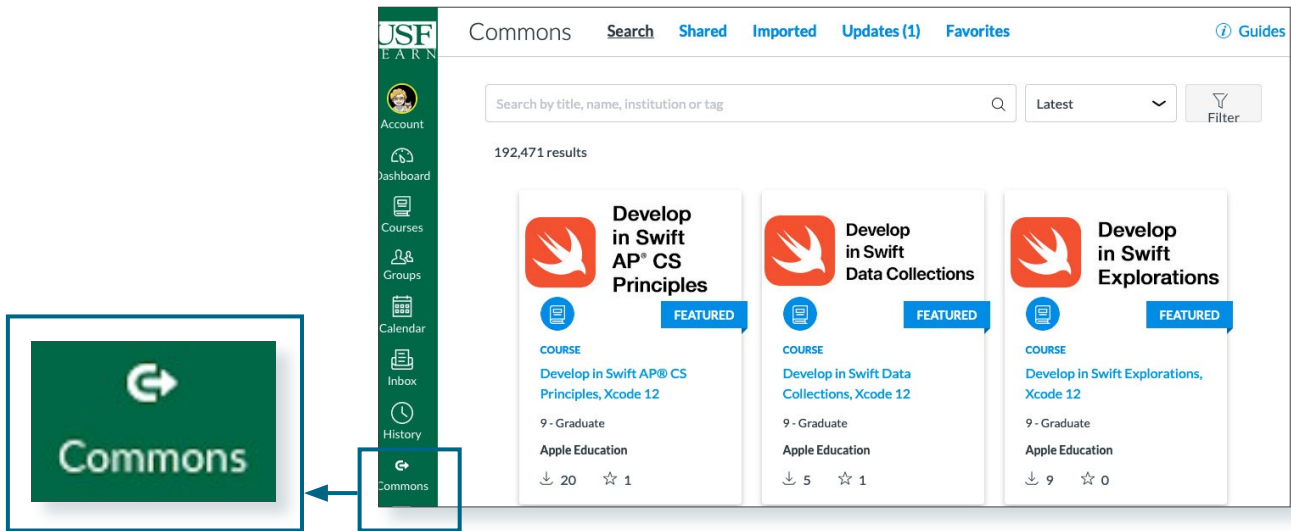 USF
EARN
Account
Dashboard
Courses
Groups
Calendar
Inbox
History
Commons
Commons
Commons Search Shared Imported Updates (1) Favorites Guides
Search by title, name, institution or tag
Latest
Filter
192,471 results
Develop
in Swift
AP® CS
Principles
FEATURED
COURSE
Develop in Swift AP® CS
Principles, Xcode 12
9 - Graduate
Apple Education
20 1
Develop
in Swift
Data Collections
FEATURED
COURSE
Develop in Swift Data
Collections, Xcode 12
9 - Graduate
Apple Education
5 1
Develop
in Swift
Explorations
FEATURED
COURSE
Develop in Swift Explorations,
Xcode 12
9 - Graduate
Apple Education
9 0